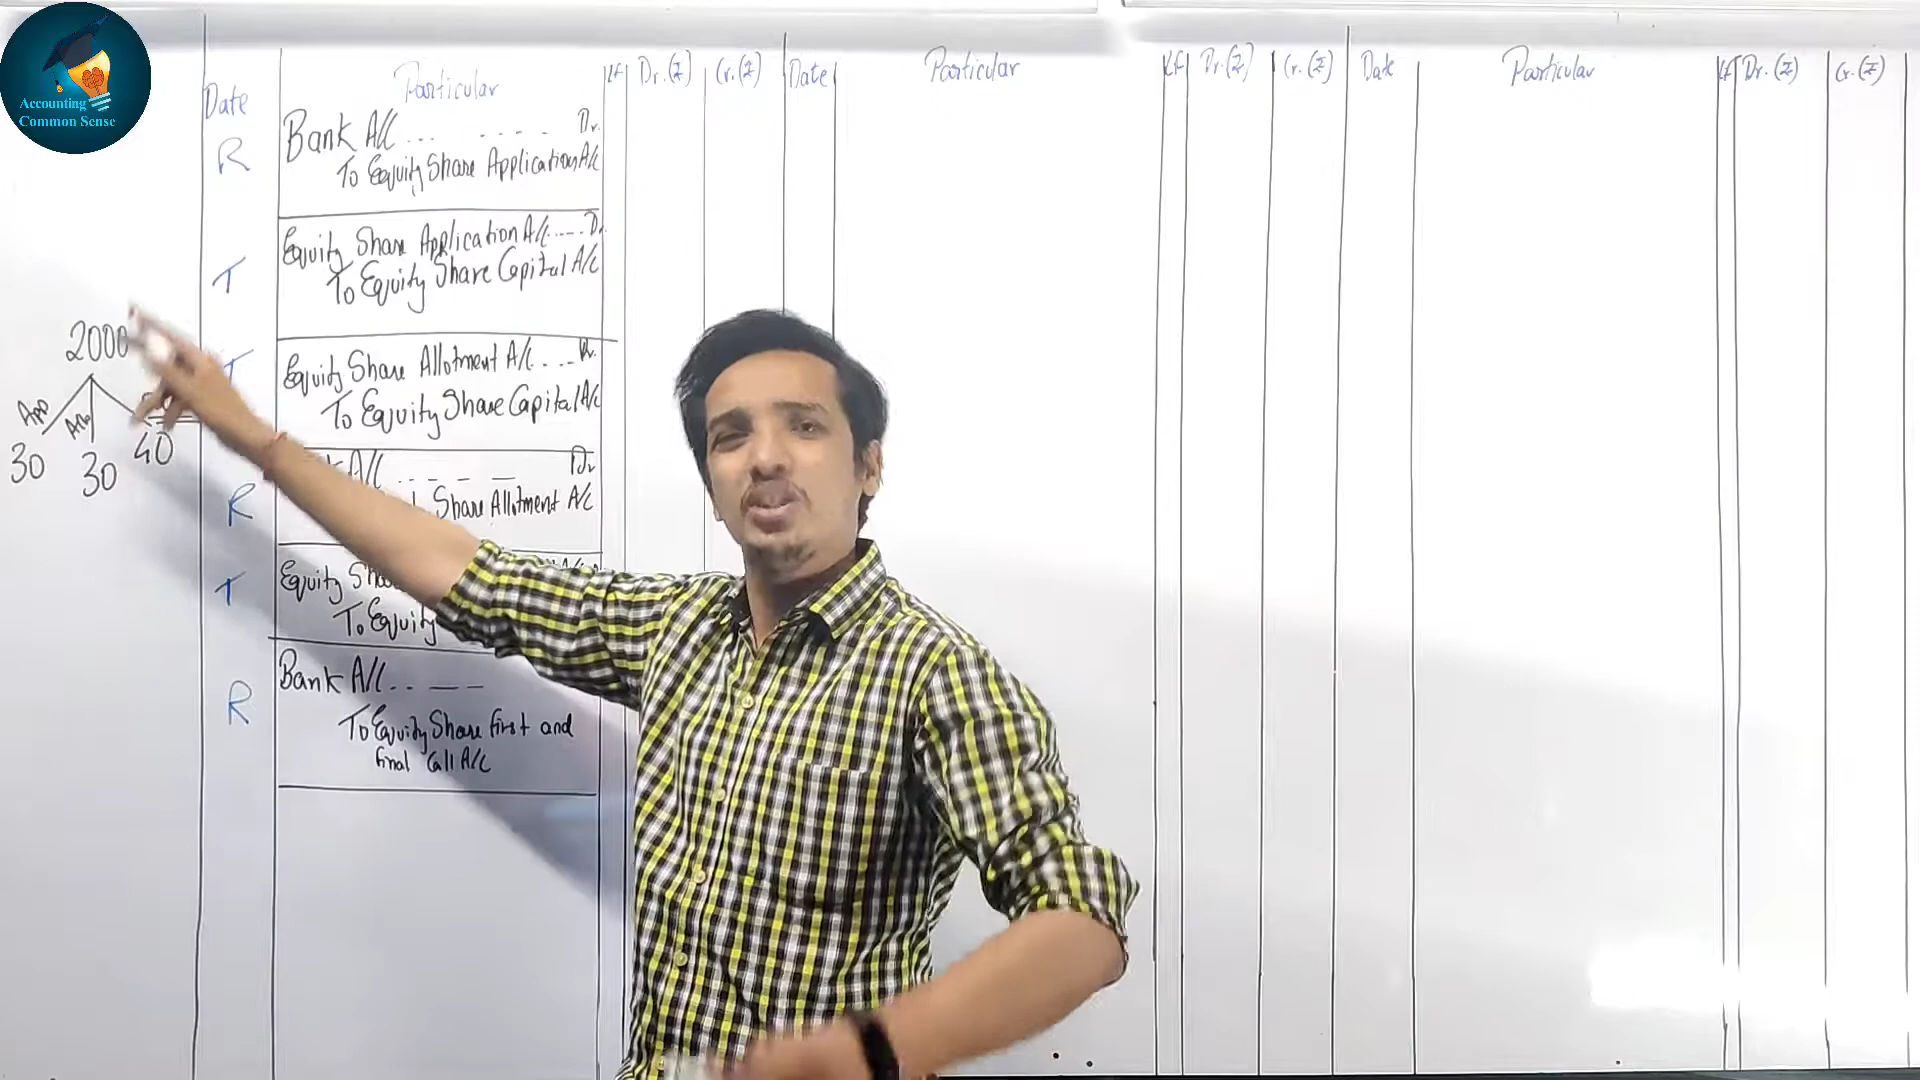 Accounting
Common Sense
2000
App
Allo
30
30
40
Date
Particular
Lf
Dr. (₹)
Cr. (₹)
R
Bank A/c ... - - - - Dr.
To Equity Share Application A/c
T
Equity Share Application A/c ..... Dr.
To Equity Share Capital A/c
T
Equity Share Allotment A/c .... Dr.
To Equity Share Capital A/c
A/c .. - - - Dr
Share Allotment A/c
R
T
Equity
To Equity
R
Bank A/c .. - - -
To Equity Share first and
final Call A/c
Date
Particular
Lf
Dr. (₹)
Cr. (₹)
Date
Particular
Lf
Dr. (₹)
Cr. (₹)